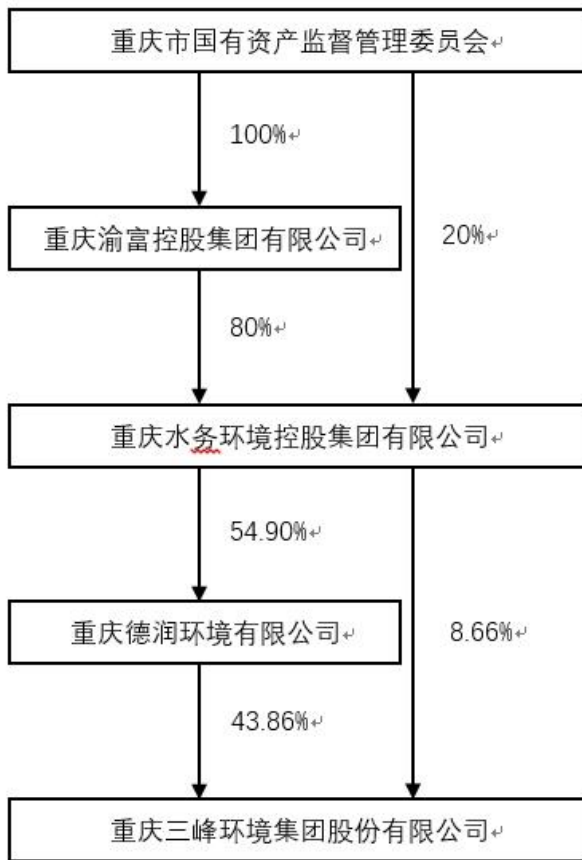 重庆市国有资产监督管理委员会↵
100%↵
重庆渝富控股集团有限公司↵
20%↵
80%↵
重庆水务环境控股集团有限公司↵
54.90%↵
重庆德润环境有限公司↵
8.66%↵
43.86%↵
重庆三峰环境集团股份有限公司↵